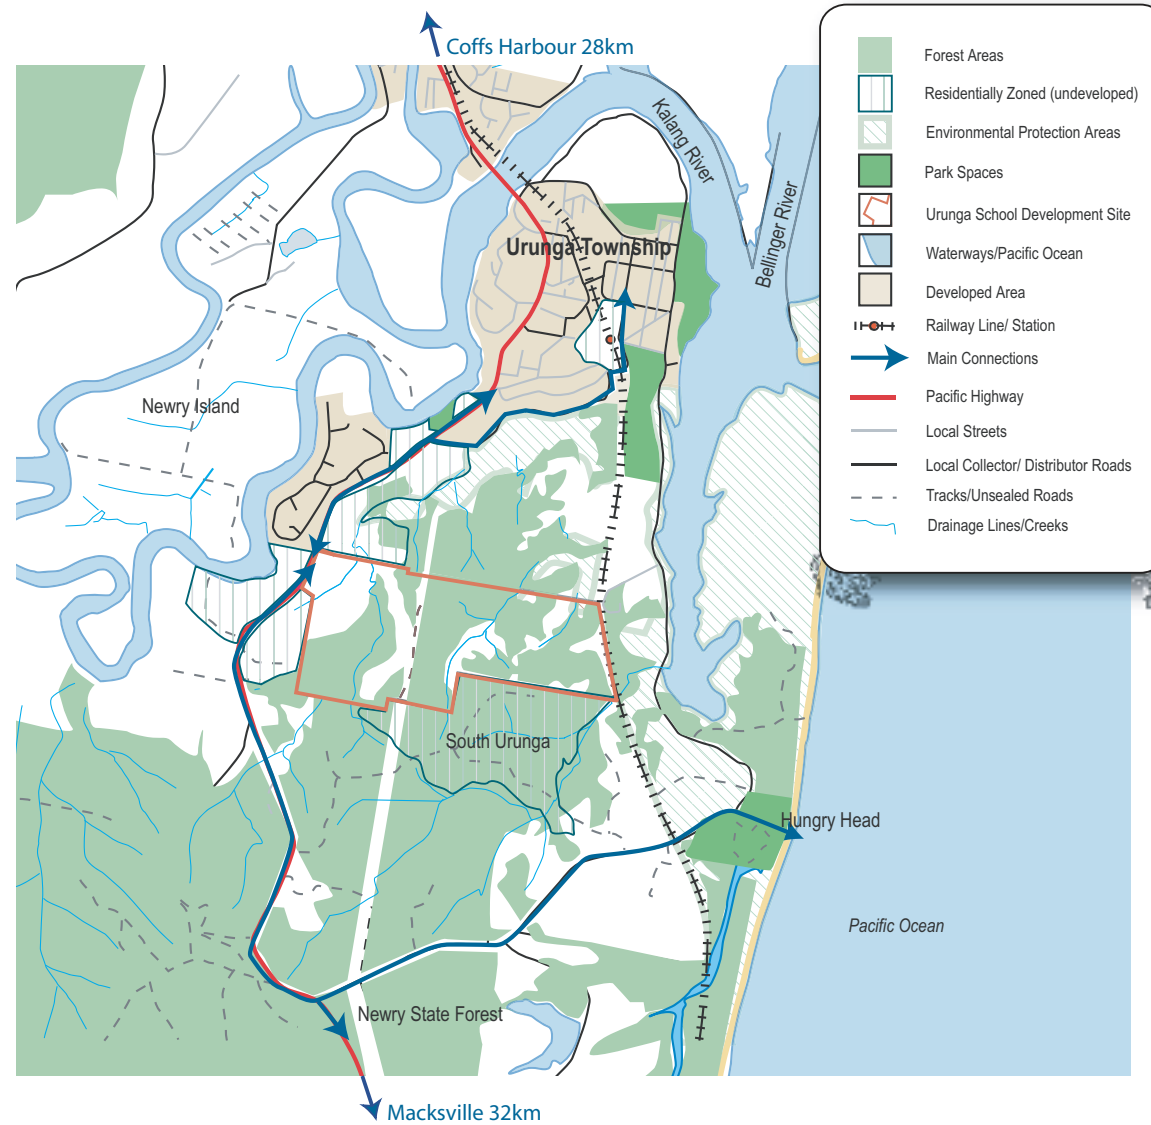 Coffs Harbour 28km
Kalang River
Bellinger River
Urunga Township
Newry Island
South Urunga
Hungry Head
Pacific Ocean
Newry State Forest
Macksville 32km
Forest Areas
Residentially Zoned (undeveloped)
Environmental Protection Areas
Park Spaces
Urunga School Development Site
Waterways/Pacific Ocean
Developed Area
Railway Line/ Station
Main Connections
Pacific Highway
Local Streets
Local Collector/ Distributor Roads
Tracks/Unsealed Roads
Drainage Lines/Creeks